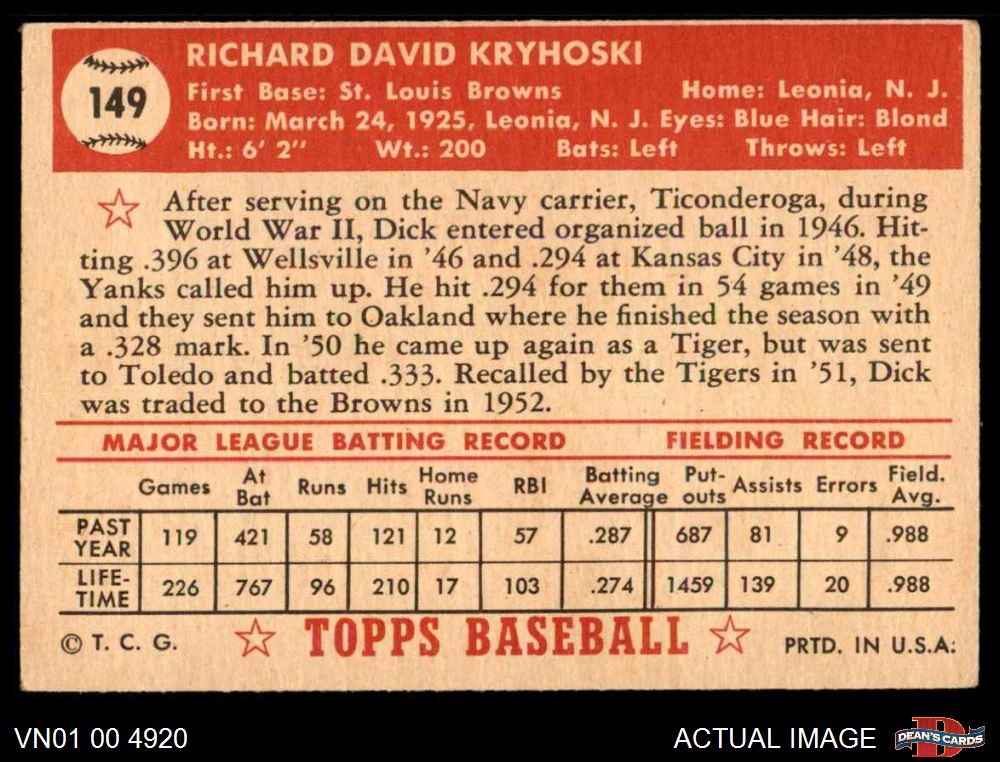 149
RICHARD DAVID KRYHOSKI
First Base: St. Louis Browns Home: Leonia, N. J.
Born: March 24, 1925, Leonia, N. J. Eyes: Blue Hair: Blond
Ht.: 6' 2" Wt.: 200 Bats: Left Throws: Left
After serving on the Navy carrier, Ticonderoga, during
World War II, Dick entered organized ball in 1946. Hit-
ting .396 at Wellsville in '46 and .294 at Kansas City in '48, the
Yanks called him up. He hit .294 for them in 54 games in '49
and they sent him to Oakland where he finished the season with
a .328 mark. In '50 he came up again as a Tiger, but was sent
to Toledo and batted .333. Recalled by the Tigers in '51, Dick
was traded to the Browns in 1952.
MAJOR LEAGUE BATTING RECORD FIELDING RECORD
Games At Bat Runs Hits Home Runs RBI Batting Average Put-outs Assists Errors Field. Avg.
PAST YEAR 119 421 58 121 12 57 .287 687 81 9 .988
LIFE-TIME 226 767 96 210 17 103 .274 1459 139 20 .988
© T. C. G. TOPPS BASEBALL PRTD. IN U.S.A.
VN01 00 4920 ACTUAL IMAGE DEAN'S CARDS